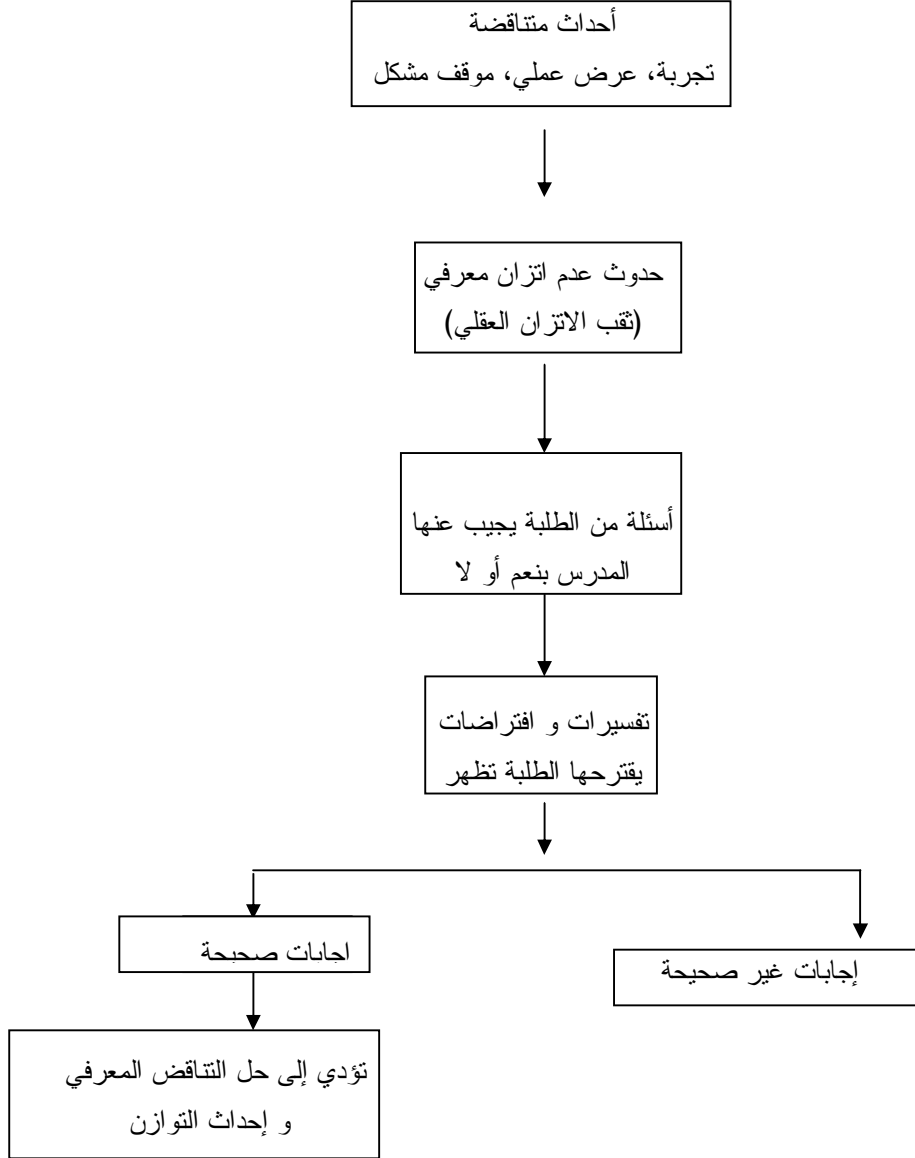 أحداث متناقضة
تجربة، عرض عملي، موقف مشكل
حدوث عدم اتزان معرفي
(ثقب الاتزان العقلي)
أسئلة من الطلبة يجيب عنها
المدرس بنعم أو لا
تفسيرات و افتراضات
يقترحها الطلبة تظهر
اجابات صحيحة
إجابات غير صحيحة
تؤدي إلى حل التناقض المعرفي
و إحداث التوازن